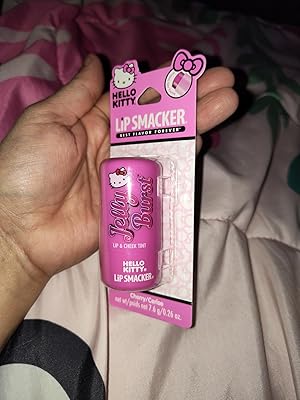 HELLO
KITTY®
LiP SMACKER®
BEST FLAVOR FOREVER®
Jelly
Burst
LIP & CHEEK TINT
HELLO
KITTY®
LiP SMACKER®
Cherry/Cerise
net wt/poids net 7.6 g/0.26 oz.